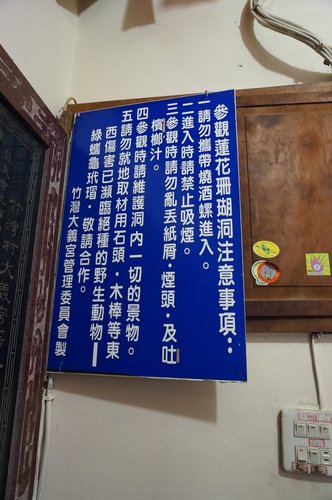 參觀蓮花珊瑚洞注意事項：
一請勿攜帶燒酒螺進入。
二進入時請禁止吸煙。
三參觀時請勿亂丟紙屑·煙頭·及吐
檳榔汁。
四參觀時請維護洞內一切的景物。
五請勿就地取材用石頭·木棒等東
西傷害已瀕臨絕種的野生動物—
綠蠵龜玳瑁·敬請合作。
竹灣大義宮管理委員會製